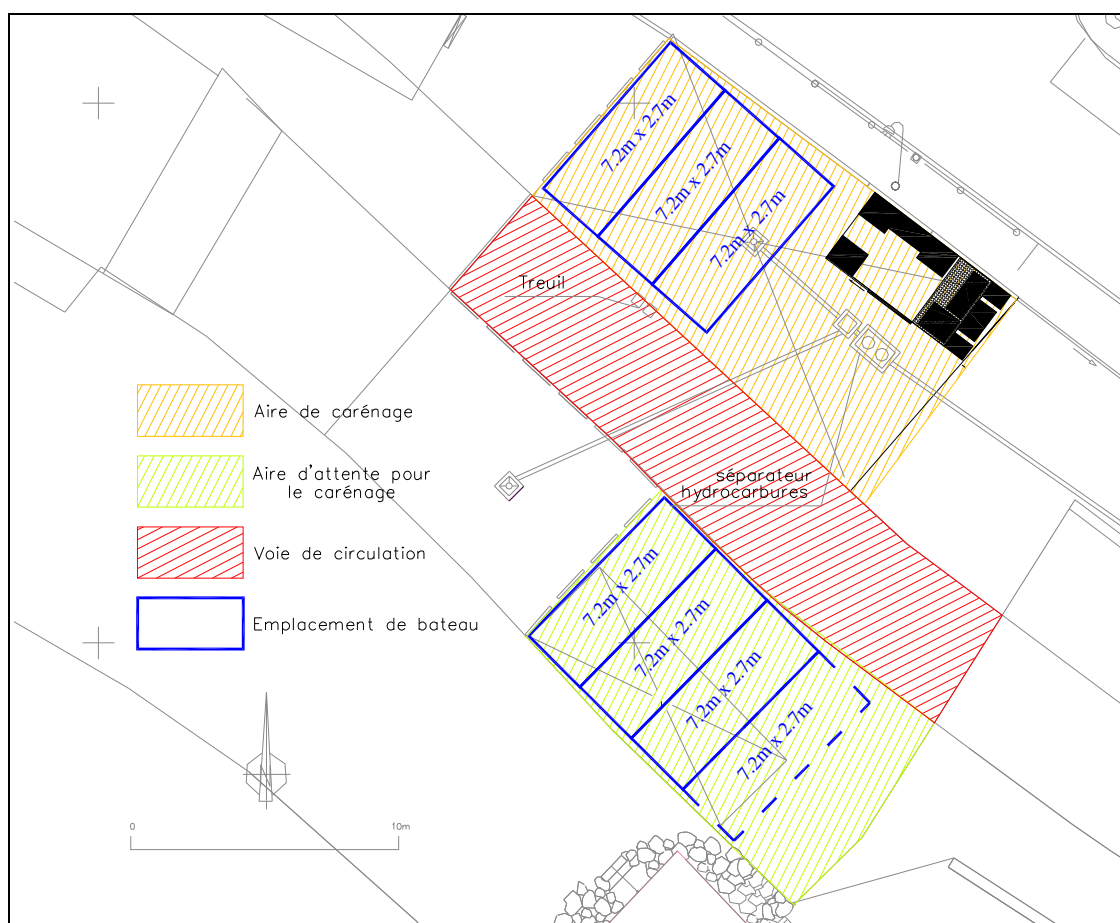 7.2m x 2.7m
7.2m x 2.7m
7.2m x 2.7m
Treuil
Aire de carénage
Aire d'attente pour
le carénage
séparateur
hydrocarbures
Voie de circulation
Emplacement de bateau
7.2m x 2.7m
7.2m x 2.7m
7.2m x 2.7m
7.2m x 2.7m
0
10m